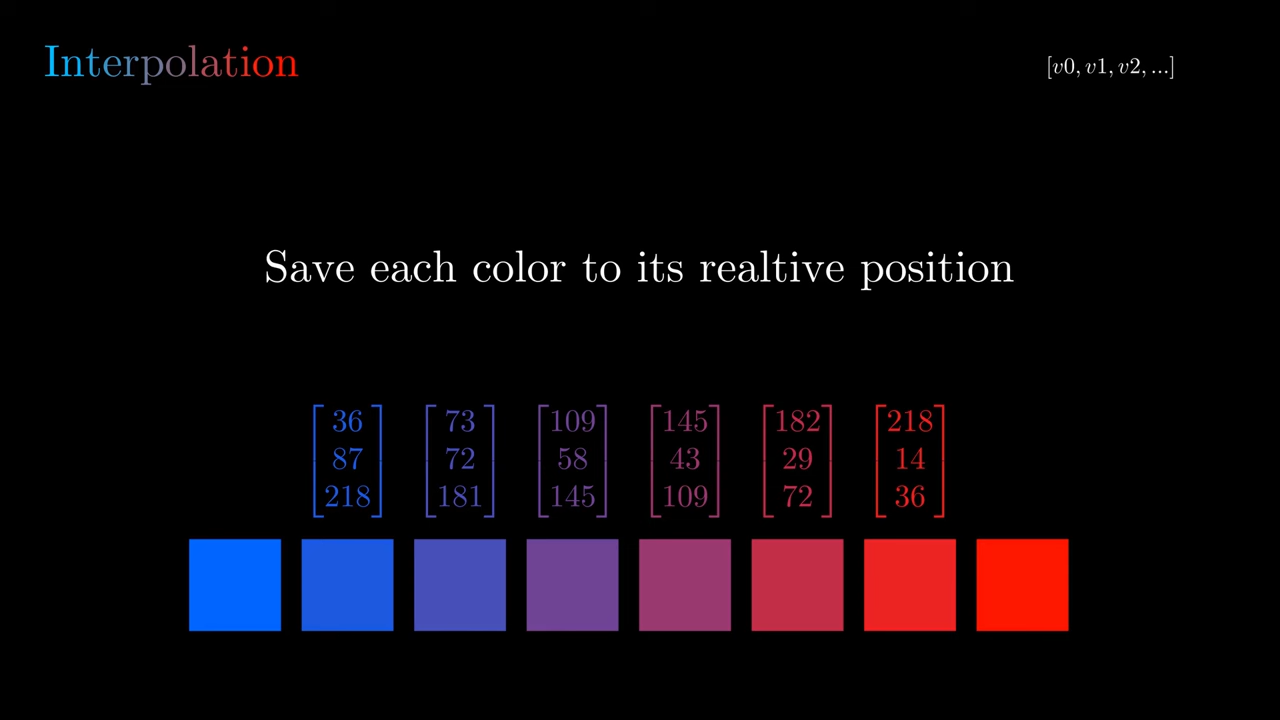 Interpolation
[v0, v1, v2, ...]
Save each color to its realtive position
36 73 109 145 182 218
87 72 58 43 29 14
218 181 145 109 72 36